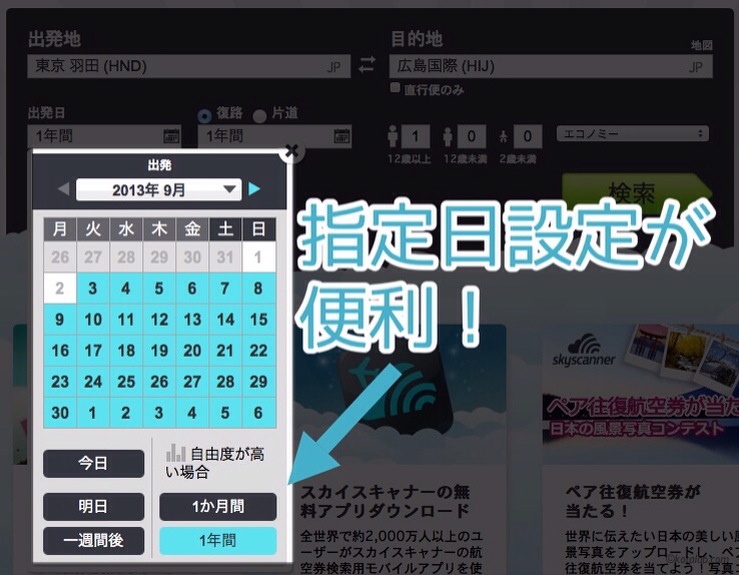 出発地
目的地
地図
東京 羽田 (HND) JP
広島国際 (HIJ) JP
直行便のみ
出発日
復路 片道
1年間
1年間
1 0 0
エコノミー
12歳以上 12歳未満 2歳未満
検索
出発
2013年 9月
月 火 水 木 金 土 日
26 27 28 29 30 31 1
2 3 4 5 6 7 8
9 10 11 12 13 14 15
16 17 18 19 20 21 22
23 24 25 26 27 28 29
30 1 2 3 4 5 6
今日
明日
一週間後
自由度が高
い場合
1か月間
1年間
指定日設定が
便利！
スカイスキャナーの無
料アプリダウンロード
全世界で約2,000万人以上のユ
ーザーがスカイスキャナーの航
空券検索用モバイルアプリを使
skyscanner
ペア往復航空券が当た
日本の風景写真コンテスト
ペア往復航空券が
当たる！
世界に伝えたい日本の美しい風
景写真をアップロードし、ペア
往復航空券を当てよう！写真コ